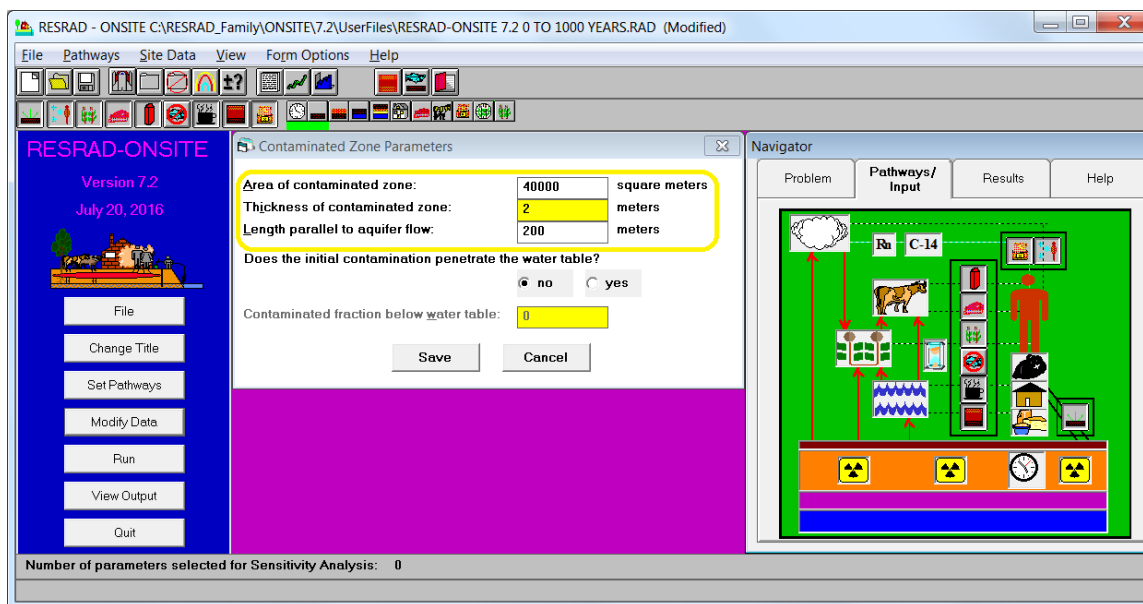 RESRAD - ONSITE C:\RESRAD_Family\ONSITE\7.2\UserFiles\RESRAD-ONSITE 7.2 0 TO 1000 YEARS.RAD (Modified)
File Pathways Site Data View Form Options Help
±?
RESRAD-ONSITE
Version 7.2
July 20, 2016
File
Change Title
Set Pathways
Modify Data
Run
View Output
Quit
Contaminated Zone Parameters
Area of contaminated zone: 40000 square meters
Thickness of contaminated zone: 2 meters
Length parallel to aquifer flow: 200 meters
Does the initial contamination penetrate the water table?
no yes
Contaminated fraction below water table: 0
Save Cancel
Navigator
Problem Pathways/ Input Results Help
Rn C-14
Number of parameters selected for Sensitivity Analysis: 0